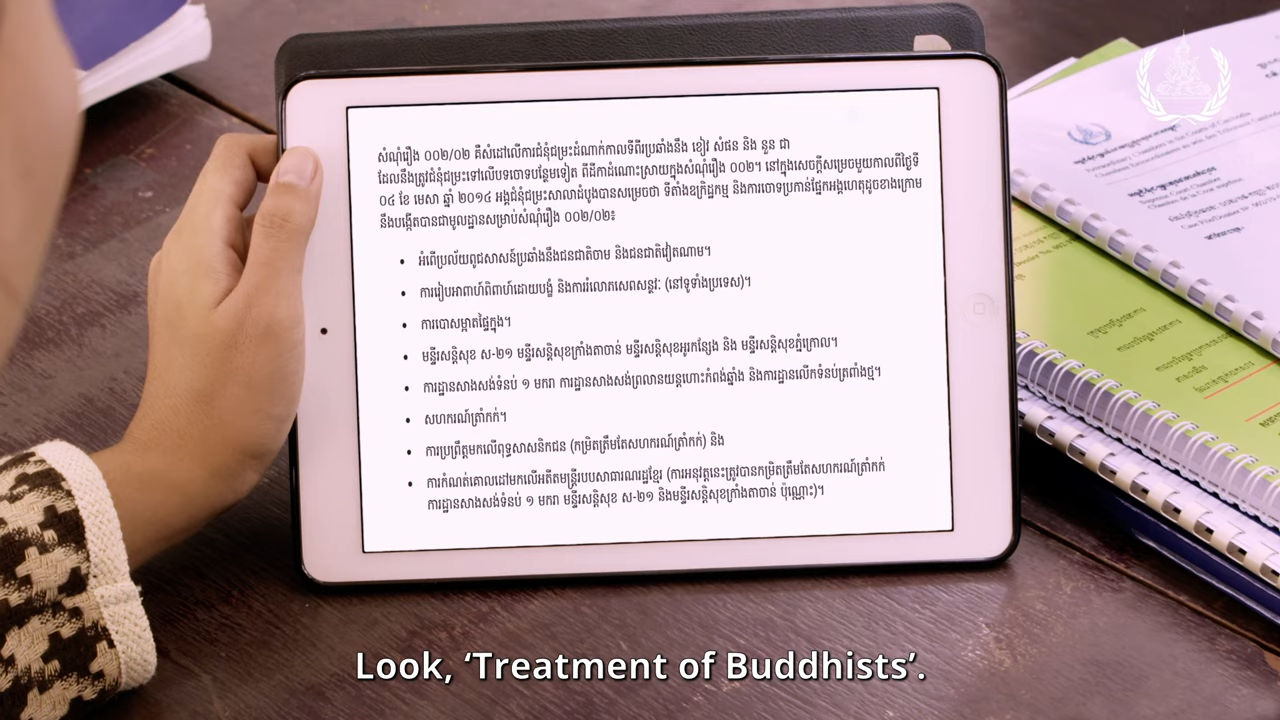 សំណុំរឿង ០០២/០២ គឺសំដៅលើការជំនុំជម្រះដំណាក់កាលទីពីរប្រឆាំងនឹង ខៀវ សំផន និង នួន ជា
ដែលនឹងត្រូវជំនុំជម្រះទៅលើបទចោទបន្ថែមទៀត ពីដីកាដំណោះស្រាយក្នុងសំណុំរឿង ០០២។ នៅក្នុងសេចក្តីសម្រេចមួយកាលពីថ្ងៃទី
០៤ ខែ មេសា ឆ្នាំ ២០១៤ អង្គជំនុំជម្រះសាលាដំបូងបានសម្រេចថា ទីតាំងឧក្រិដ្ឋកម្ម និងការចោទប្រកាន់ផ្នែកអង្គហេតុដូចខាងក្រោម
នឹងបង្កើតបានជាមូលដ្ឋានសម្រាប់សំណុំរឿង ០០២/០២៖
• អំពើប្រល័យពូជសាសន៍ប្រឆាំងនឹងជនជាតិចាម និងជនជាតិវៀតណាម។
• ការរៀបអាពាហ៍ពិពាហ៍ដោយបង្ខំ និងការរំលោភសេពសន្ថវៈ (នៅទូទាំងប្រទេស)។
• ការបោសម្អាតផ្ទៃក្នុង។
• មន្ទីរសន្តិសុខ ស-២១ មន្ទីរសន្តិសុខក្រាំងតាចាន់ មន្ទីរសន្តិសុខអូរកន្សែង និង មន្ទីរសន្តិសុខភ្នំក្រោល។
• ការដ្ឋានសាងសង់ទំនប់ ១ មករា ការដ្ឋានសាងសង់ព្រលានយន្តហោះកំពង់ឆ្នាំង និងការដ្ឋានលើកទំនប់ត្រពាំងថ្ម។
• សហករណ៍ត្រាំកក់។
• ការប្រព្រឹត្តមកលើពុទ្ធសាសនិកជន (កម្រិតត្រឹមតែសហករណ៍ត្រាំកក់) និង
• ការកំណត់គោលដៅមកលើអតីតមន្ត្រីរបបសាធារណរដ្ឋខ្មែរ (ការអនុវត្តនេះត្រូវបានកម្រិតត្រឹមតែសហករណ៍ត្រាំកក់
ការដ្ឋានសាងសង់ទំនប់ ១ មករា មន្ទីរសន្តិសុខ ស-២១ និងមន្ទីរសន្តិសុខក្រាំងតាចាន់ ប៉ុណ្ណោះ)។
Supreme Court Chamber
Chambre de la Cour suprême
Look, ‘Treatment of Buddhists’.